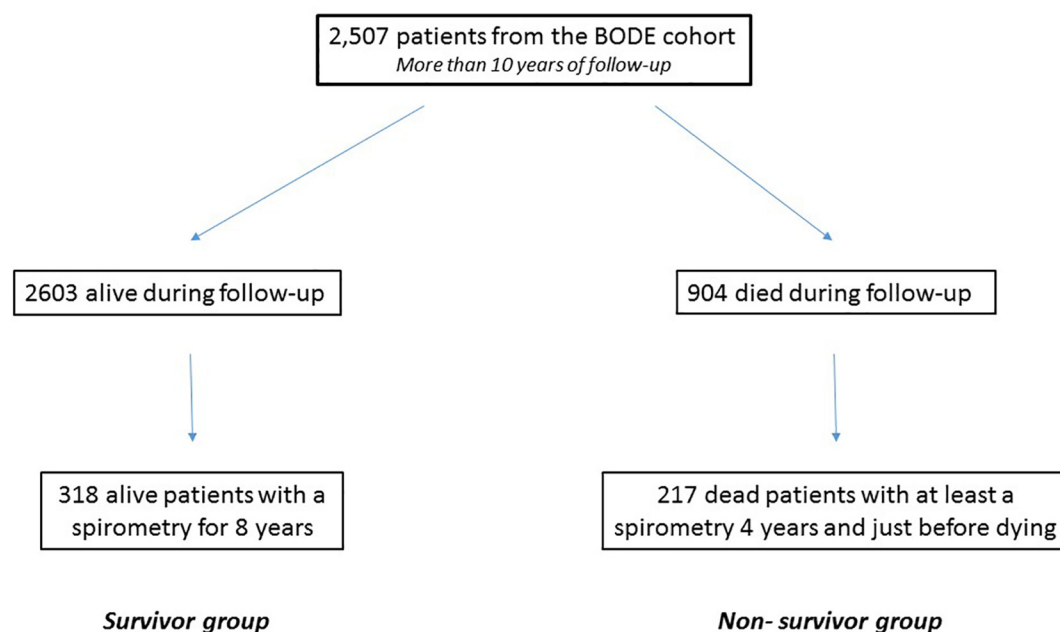 2,507 patients from the BODE cohort
More than 10 years of follow-up
2603 alive during follow-up
904 died during follow-up
318 alive patients with a
spirometry for 8 years
217 dead patients with at least a
spirometry 4 years and just before dying
Survivor group
Non- survivor group